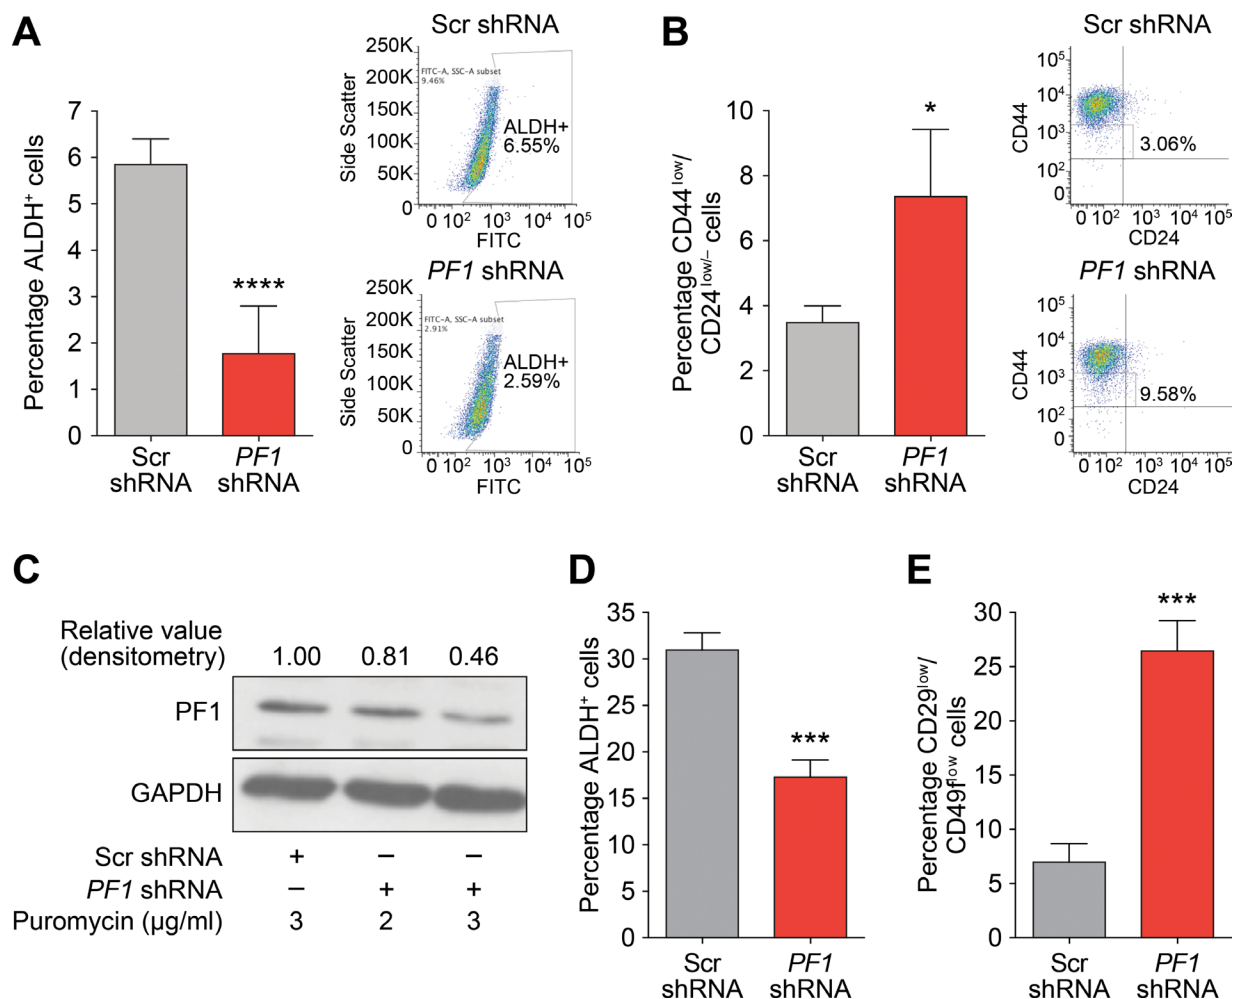 A
Percentage ALDH+ cells
7
6
5
4
3
2
1
0
****
Scr
shRNA
PF1
shRNA
Scr shRNA
Side Scatter
250K
200K
150K
100K
50K
0
FITC-A, SSC-A subset
9.46%
ALDH+
6.55%
0 10² 10³ 10⁴ 10⁵
FITC
PF1 shRNA
Side Scatter
250K
200K
150K
100K
50K
0
FITC-A, SSC-A subset
2.91%
ALDH+
2.59%
0 10² 10³ 10⁴ 10⁵
FITC
B
Percentage CD44low/
CD24low/– cells
10
8
6
4
2
0
*
Scr
shRNA
PF1
shRNA
Scr shRNA
CD44
10⁵
10⁴
10³
10²
0
3.06%
0 10² 10³ 10⁴ 10⁵
CD24
PF1 shRNA
CD44
10⁵
10⁴
10³
10²
0
9.58%
0 10² 10³ 10⁴ 10⁵
CD24
C
Relative value
(densitometry) 1.00 0.81 0.46
PF1
GAPDH
Scr shRNA + – –
PF1 shRNA – + +
Puromycin (µg/ml) 3 2 3
D
Percentage ALDH+ cells
35
30
25
20
15
10
5
0
***
Scr
shRNA
PF1
shRNA
E
Percentage CD29low/
CD49flow cells
30
25
20
15
10
5
0
***
Scr
shRNA
PF1
shRNA